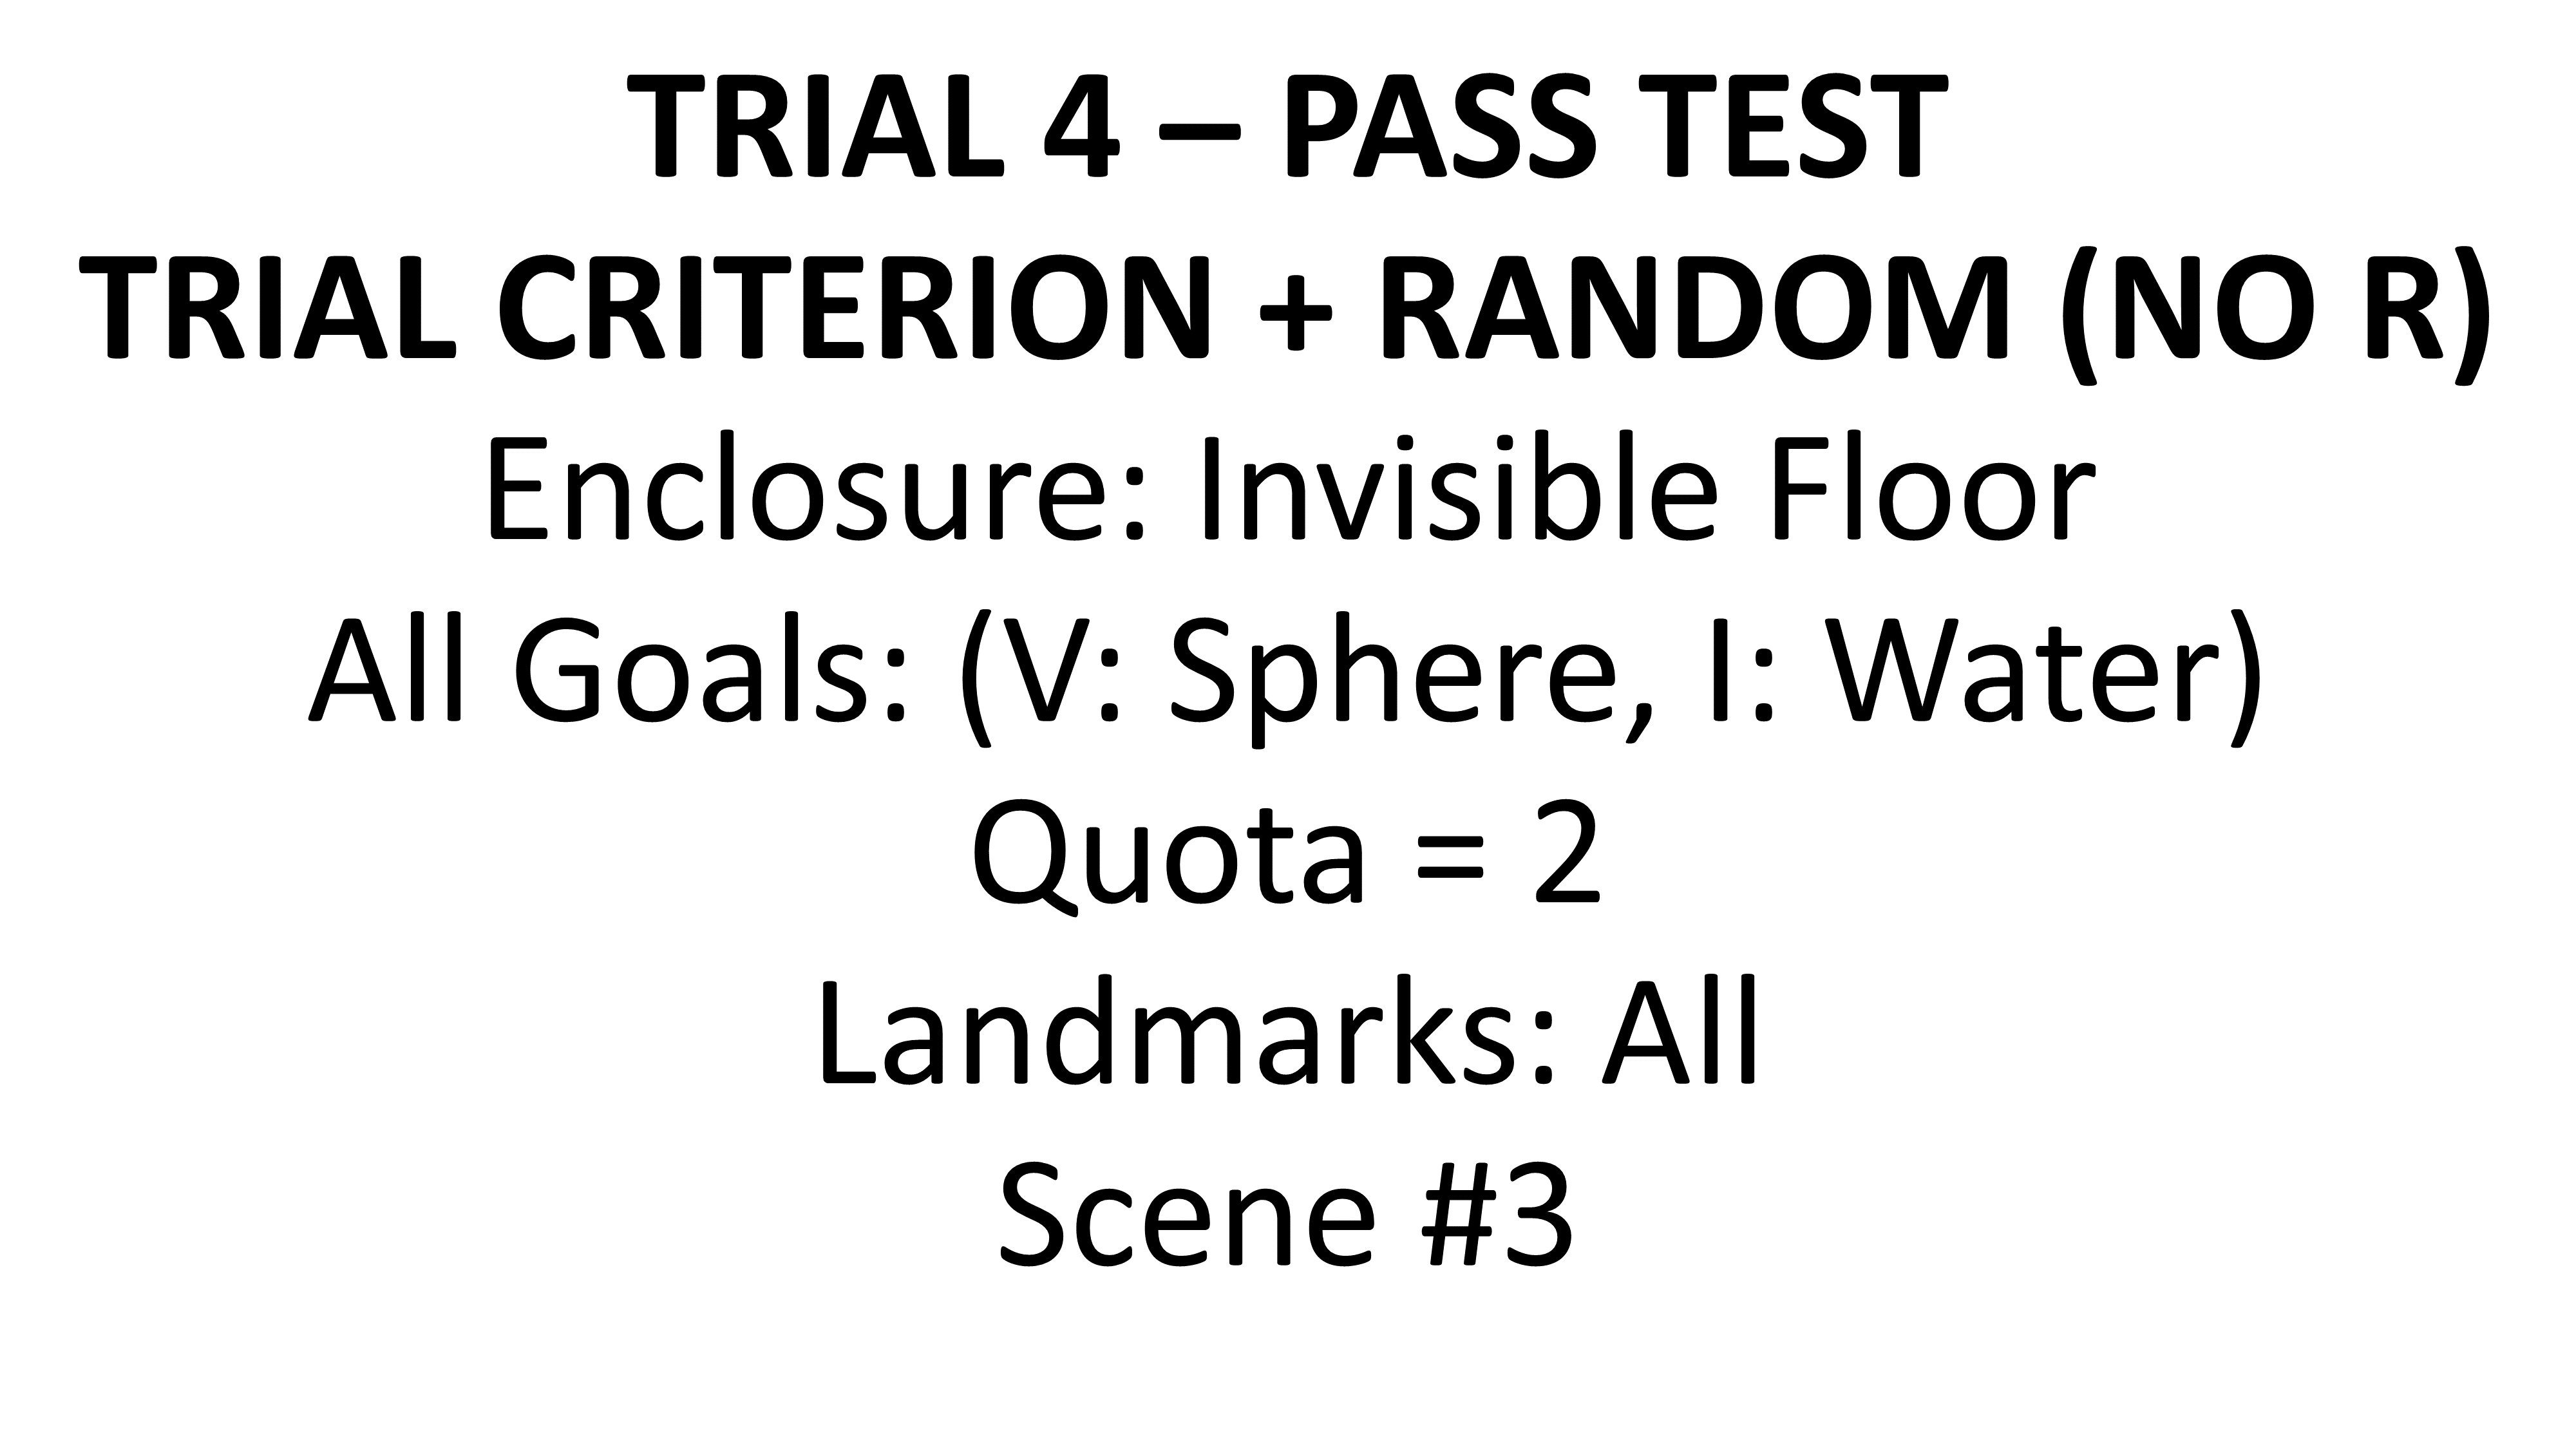 TRIAL 4 – PASS TEST
TRIAL CRITERION + RANDOM (NO R)
Enclosure: Invisible Floor
All Goals: (V: Sphere, I: Water)
Quota = 2
Landmarks: All
Scene #3